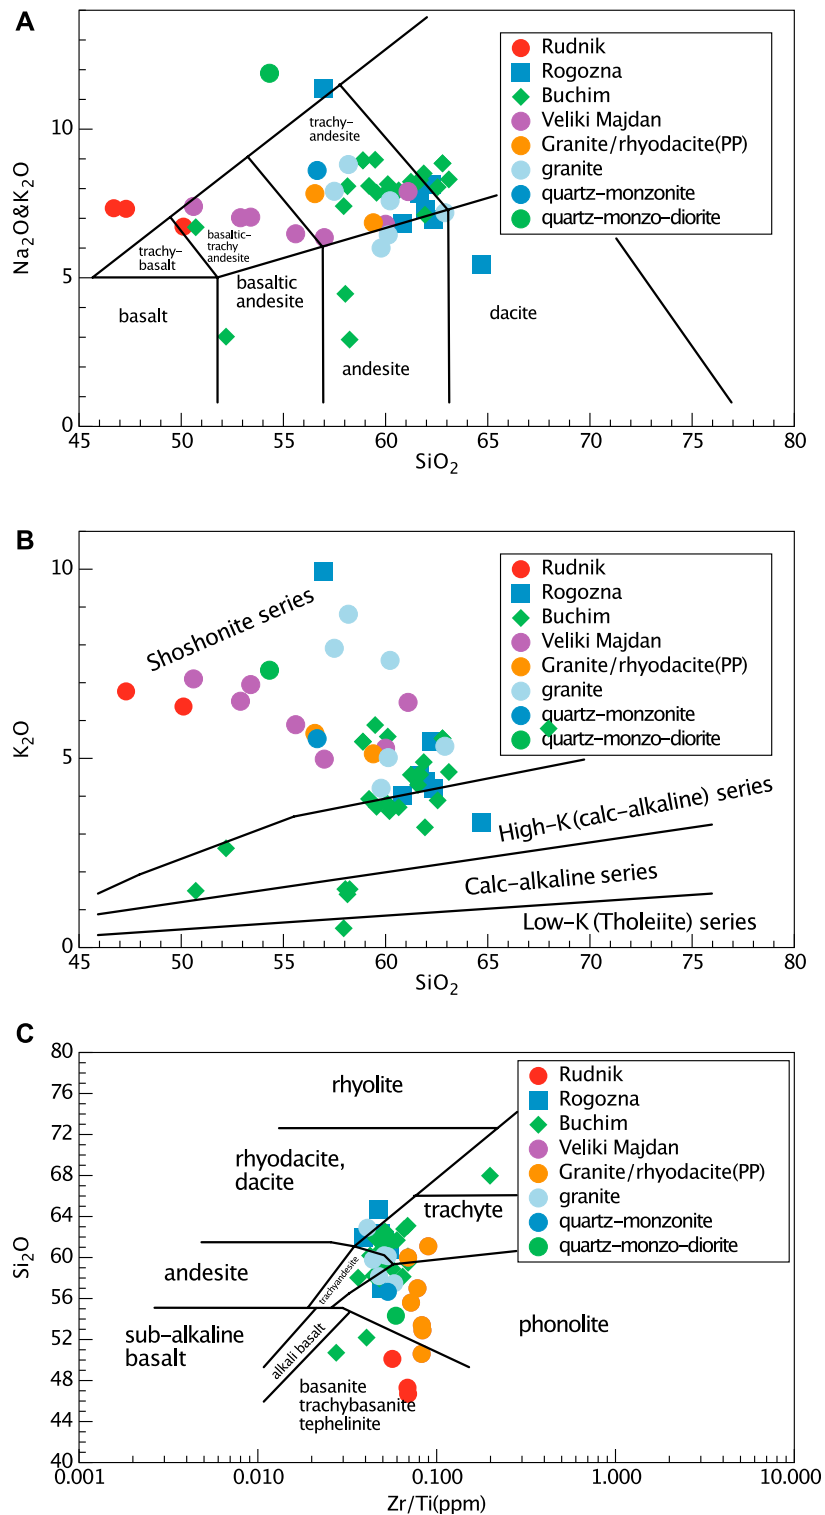 A
Na₂O&K₂O
10
5
0
trachy-
andesite
basaltic-
trachy
andesite
trachy-
basalt
basaltic
andesite
basalt
andesite
dacite
Rudnik
Rogozna
Buchim
Veliki Majdan
Granite/rhyodacite(PP)
granite
quartz-monzonite
quartz-monzo-diorite
45 50 55 60 65 70 75 80
SiO₂
B
K₂O
10
5
0
Shoshonite series
Rudnik
Rogozna
Buchim
Veliki Majdan
Granite/rhyodacite(PP)
granite
quartz-monzonite
quartz-monzo-diorite
High-K (calc-alkaline) series
Calc-alkaline series
Low-K (Tholeiite) series
45 50 55 60 65 70 75 80
SiO₂
C
Si₂O
80
76
72
68
64
60
56
52
48
44
40
rhyolite
rhyodacite,
dacite
trachyte
andesite
trachyandesite
sub-alkaline
basalt
alkali basalt
phonolite
basanite
trachybasanite
tephelinite
Rudnik
Rogozna
Buchim
Veliki Majdan
Granite/rhyodacite(PP)
granite
quartz-monzonite
quartz-monzo-diorite
0.001 0.010 0.100 1.000 10.000
Zr/Ti(ppm)